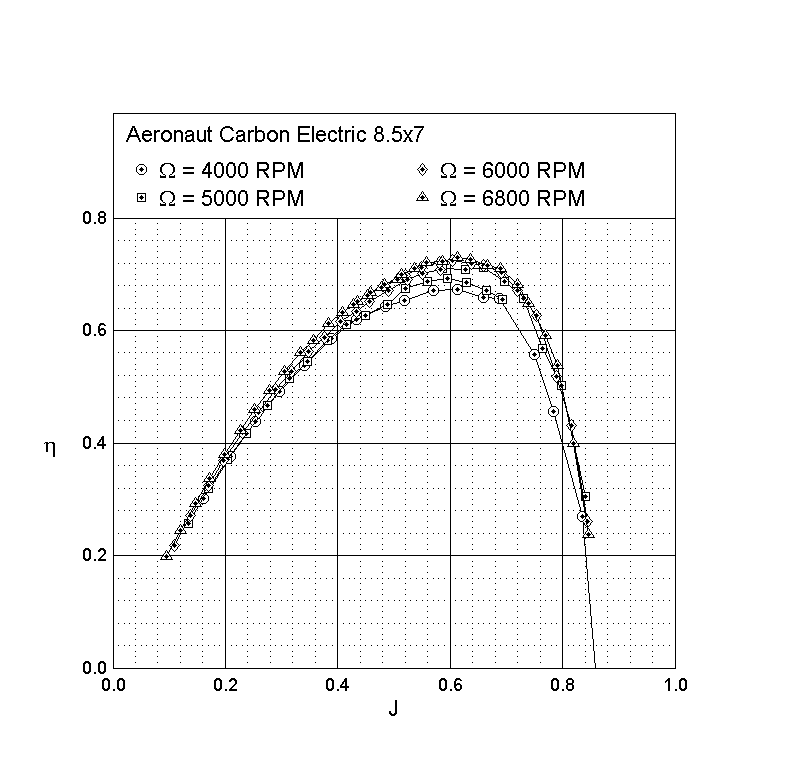 Aeronaut Carbon Electric 8.5x7
Ω = 4000 RPM
Ω = 6000 RPM
Ω = 5000 RPM
Ω = 6800 RPM
0.8
0.6
η
0.4
0.2
0.0
0.0 0.2 0.4 0.6 0.8 1.0
J